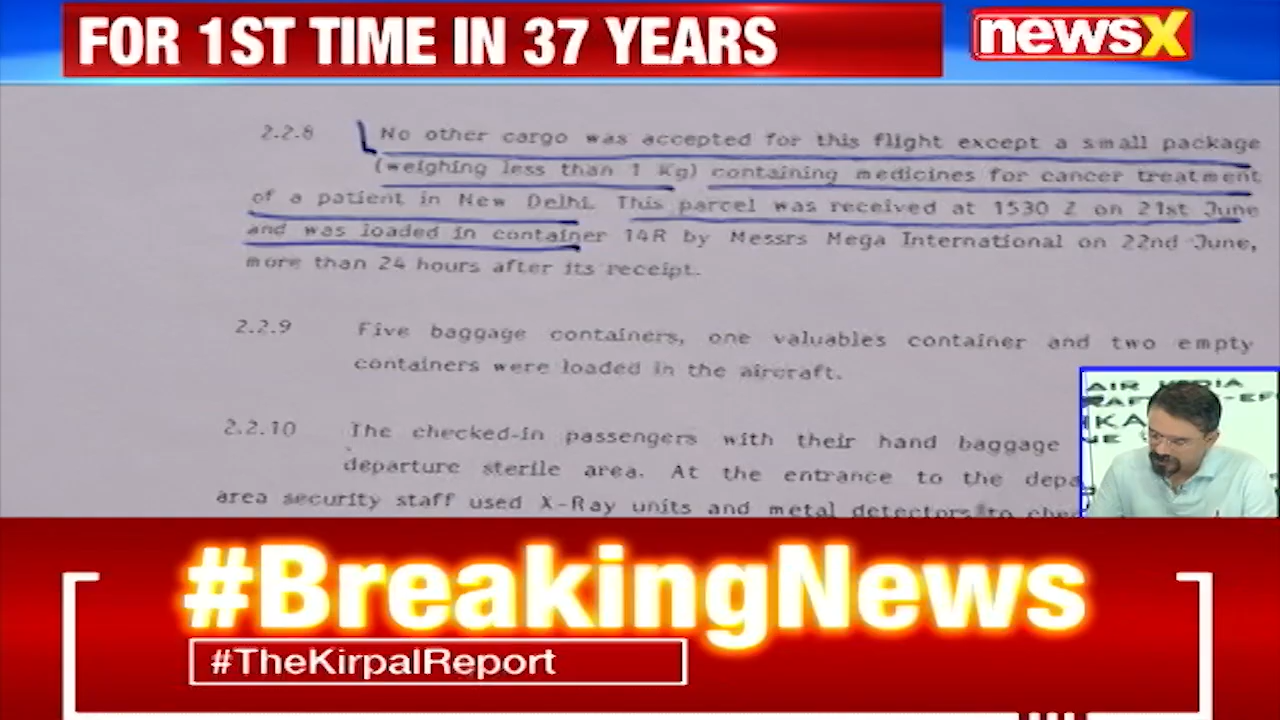 FOR 1ST TIME IN 37 YEARS
newsX
2.2.8 No other cargo was accepted for this flight except a small package
(weighing less than 1 Kg) containing medicines for cancer treatment
of a patient in New Delhi. This parcel was received at 1530 Z on 21st June
and was loaded in container 14R by Messrs Mega International on 22nd June,
more than 24 hours after its receipt.
2.2.9 Five baggage containers, one valuables container and two empty
containers were loaded in the aircraft.
2.2.10 The checked-in passengers with their hand baggage
departure sterile area. At the entrance to the depa
area security staff used X-Ray units and metal detectors to
AIR
#BreakingNews
#TheKirpalReport